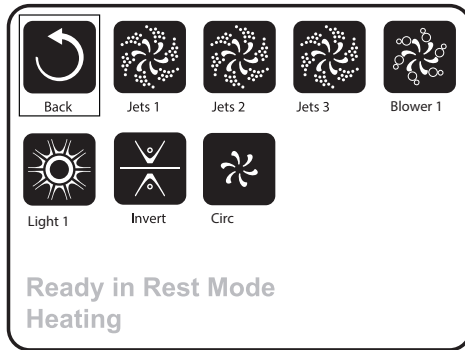 Back Jets 1 Jets 2 Jets 3 Blower 1
Light 1 Invert Circ
Ready in Rest Mode
Heating